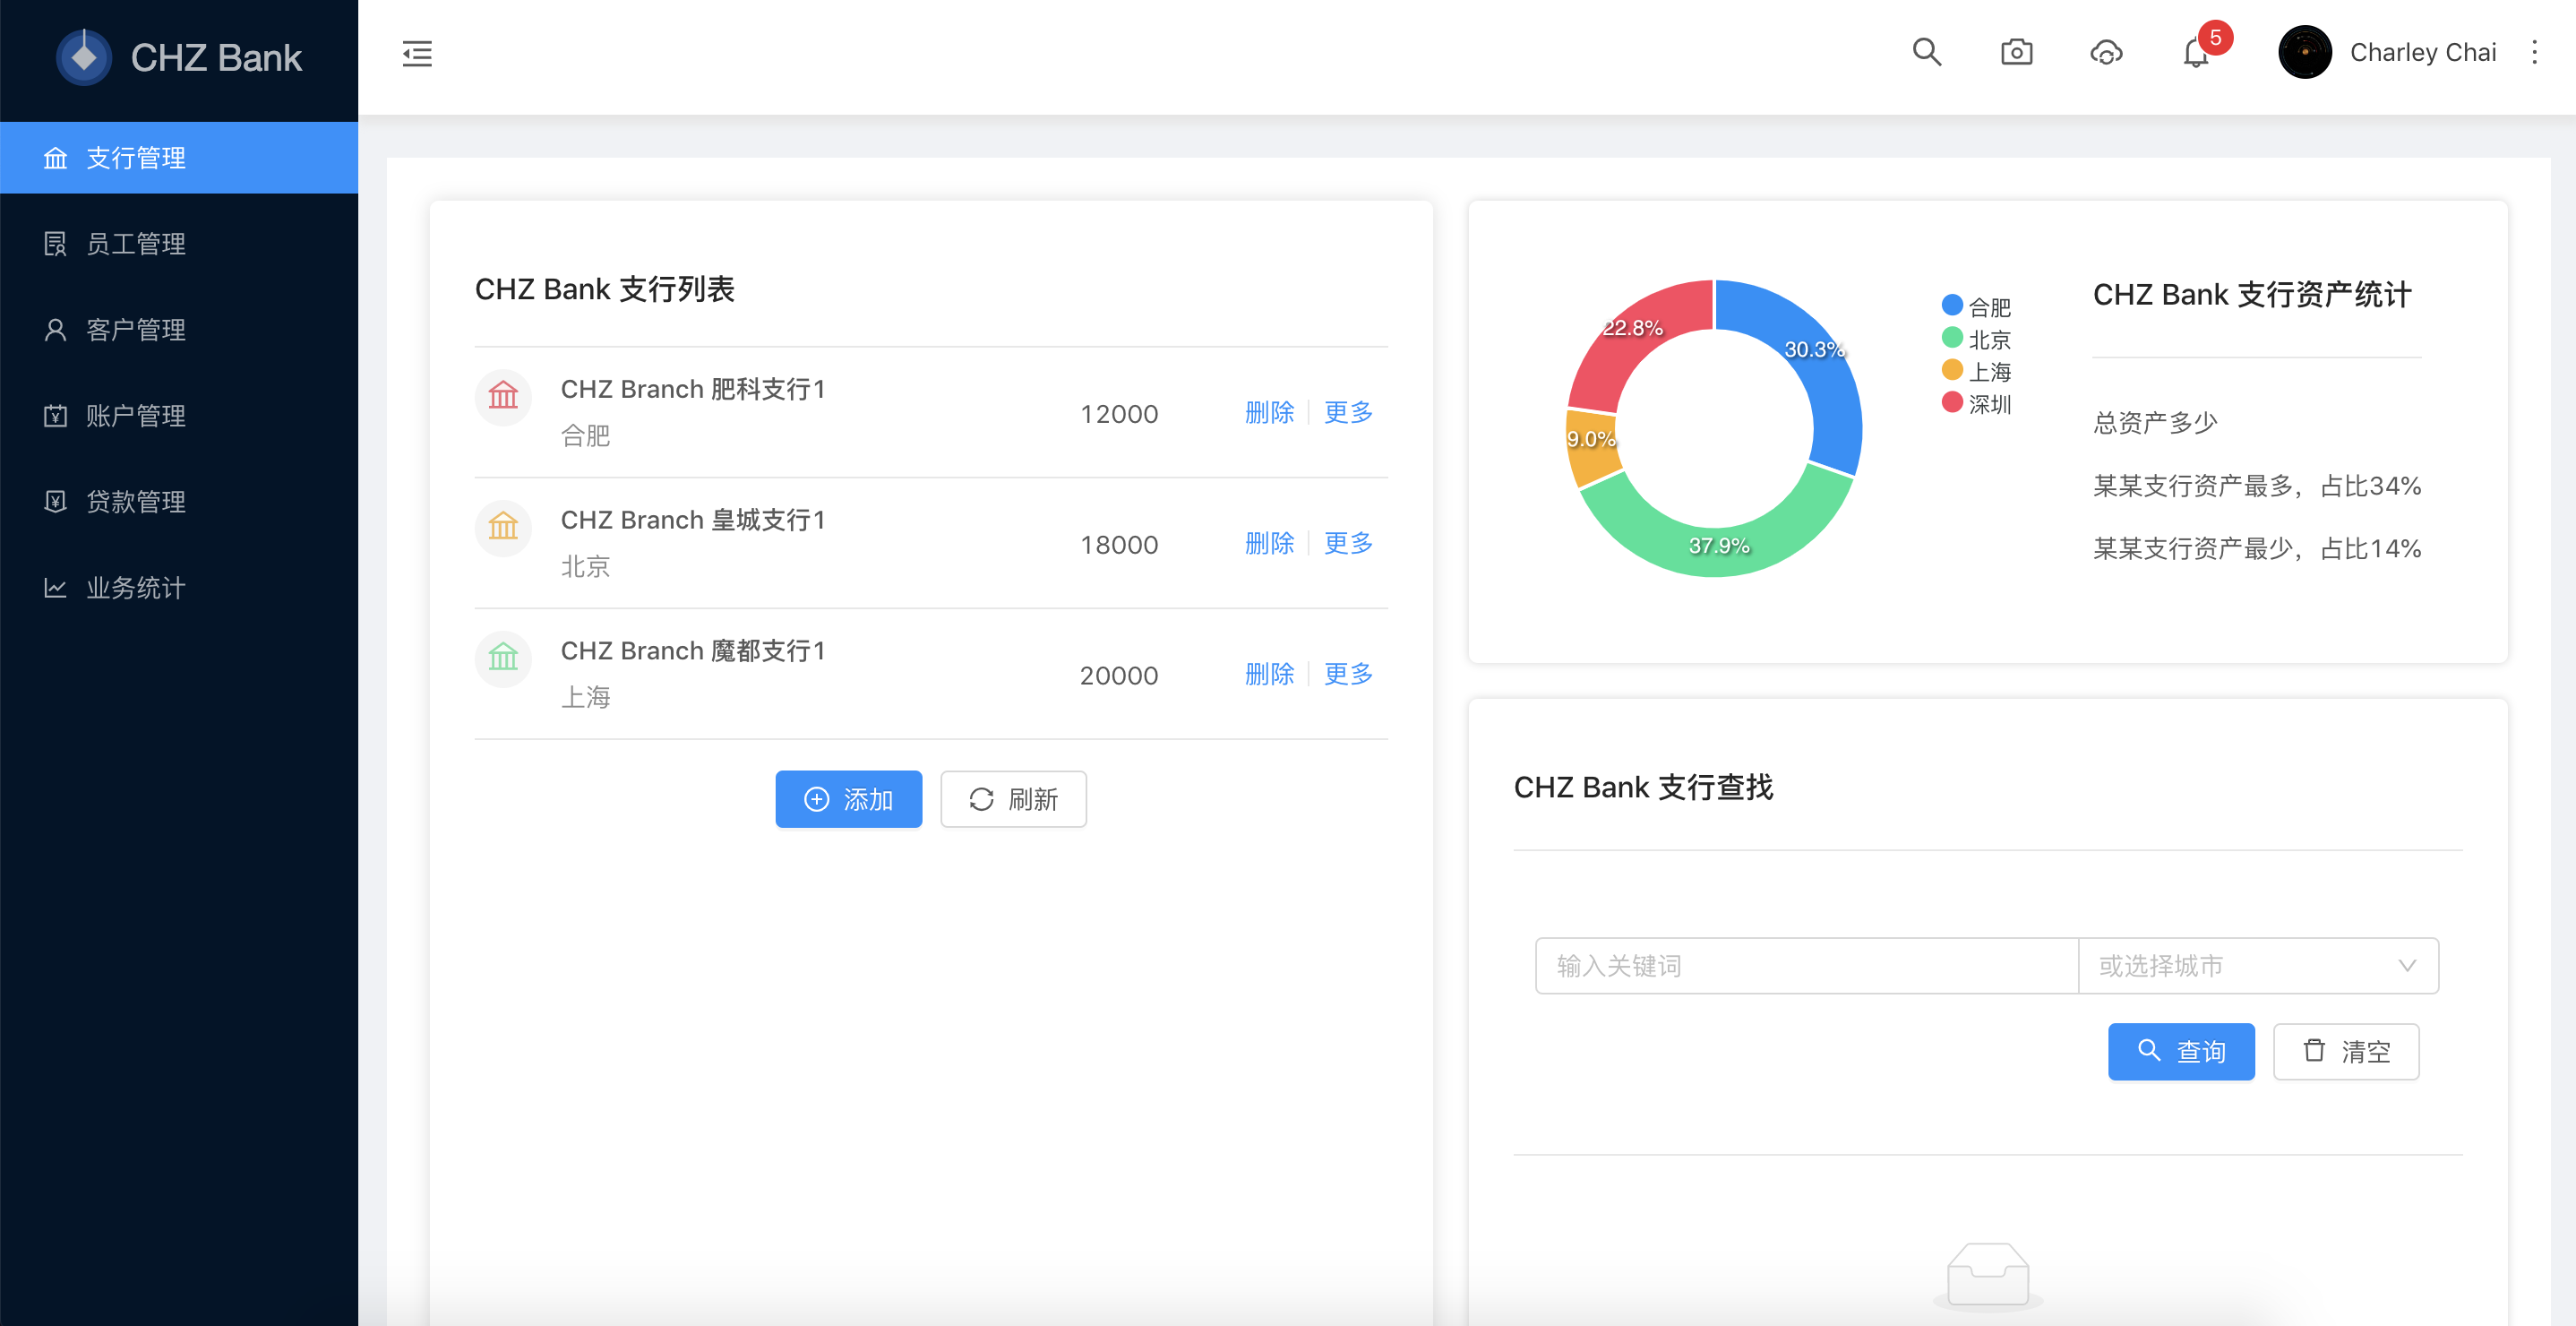 CHZ Bank
5
Charley Chai
支行管理
员工管理
客户管理
账户管理
贷款管理
业务统计
CHZ Bank 支行列表
CHZ Branch 肥科支行1
合肥
12000
删除
更多
CHZ Branch 皇城支行1
北京
18000
删除
更多
CHZ Branch 魔都支行1
上海
20000
删除
更多
添加
刷新
22.8%
30.3%
9.0%
37.9%
合肥
北京
上海
深圳
CHZ Bank 支行资产统计
总资产多少
某某支行资产最多，占比34%
某某支行资产最少，占比14%
CHZ Bank 支行查找
输入关键词
或选择城市
查询
清空